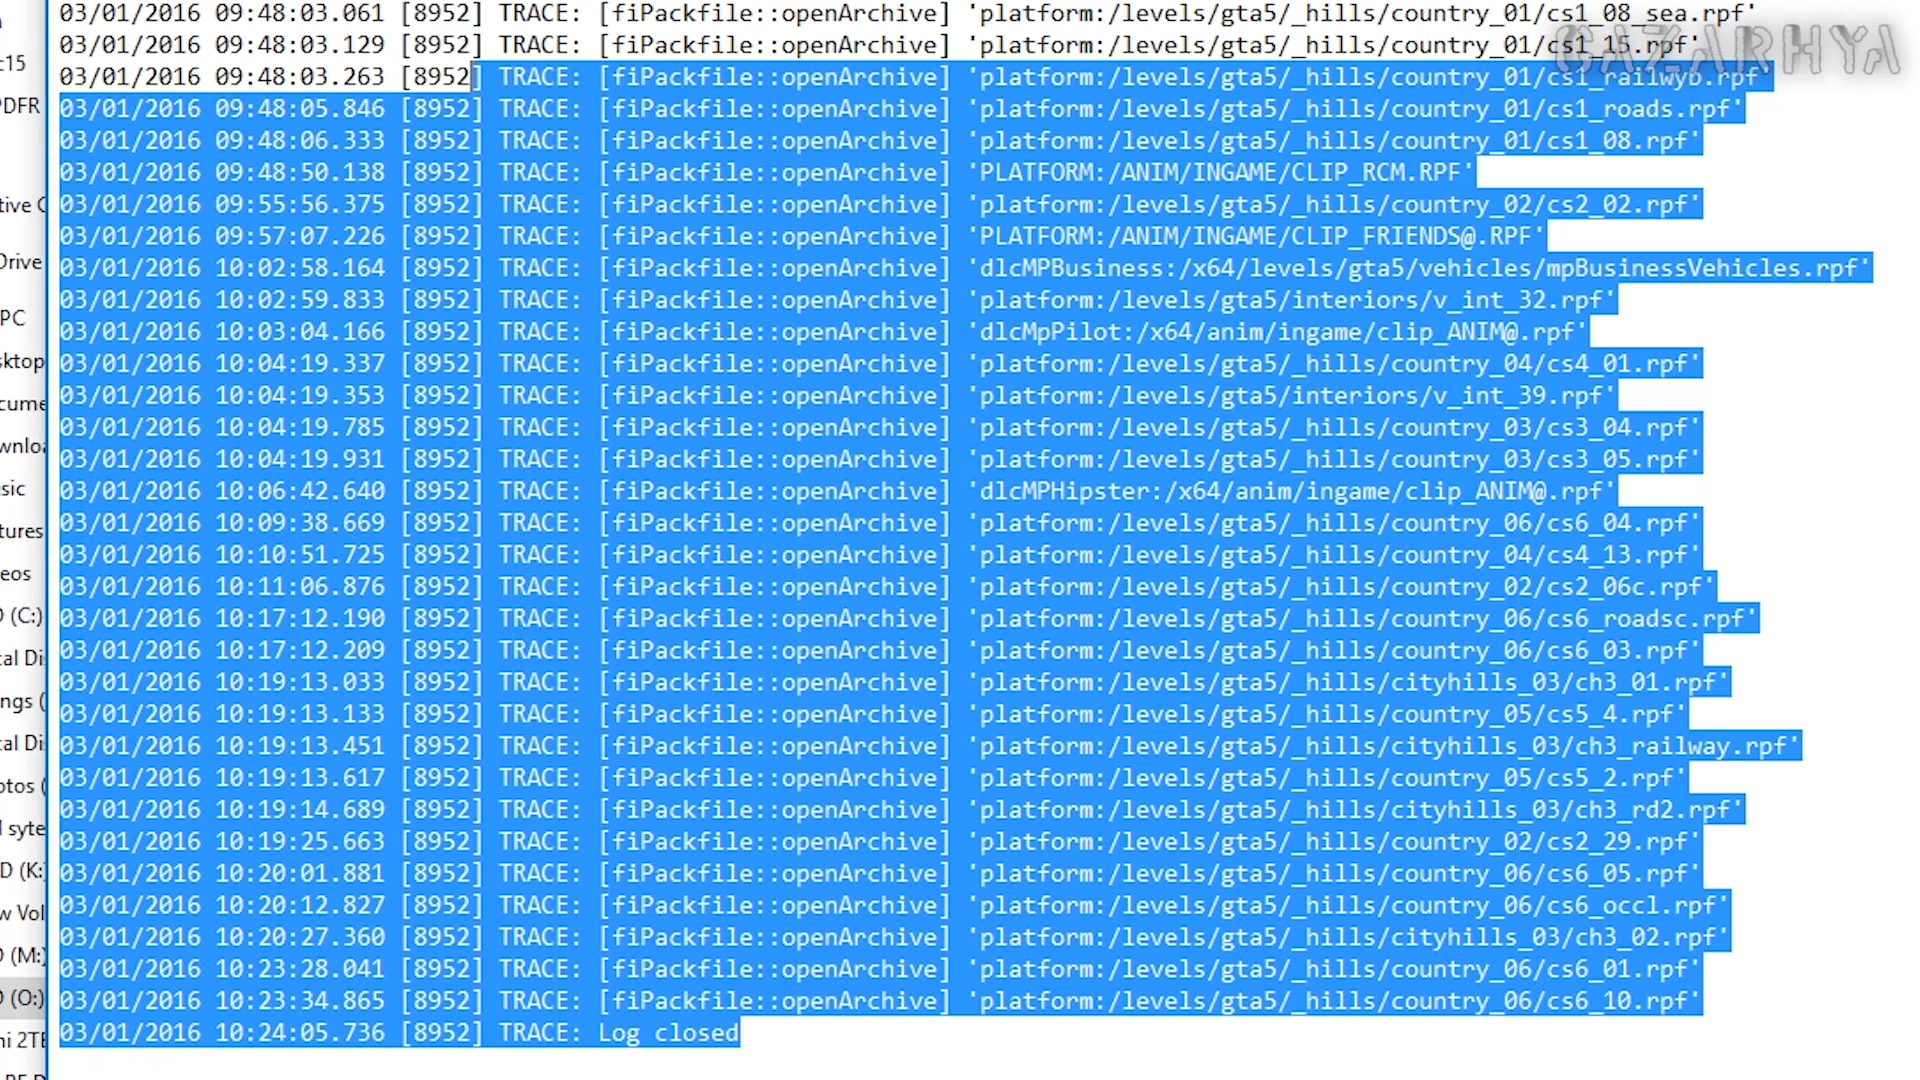 03/01/2016 09:48:03.061 [8952] TRACE: [fiPackfile::openArchive] 'platform:/levels/gta5/_hills/country_01/cs1_08_sea.rpf'
03/01/2016 09:48:03.129 [8952] TRACE: [fiPackfile::openArchive] 'platform:/levels/gta5/_hills/country_01/cs1_15.rpf'
GAZARHYA
:15
03/01/2016 09:48:03.263 [8952] TRACE: [fiPackfile::openArchive] 'platform:/levels/gta5/_hills/country_01/cs1_railwyb.rpf'
PDFR
03/01/2016 09:48:05.846 [8952] TRACE: [fiPackfile::openArchive] 'platform:/levels/gta5/_hills/country_01/cs1_roads.rpf'
03/01/2016 09:48:06.333 [8952] TRACE: [fiPackfile::openArchive] 'platform:/levels/gta5/_hills/country_01/cs1_08.rpf'
03/01/2016 09:48:50.138 [8952] TRACE: [fiPackfile::openArchive] 'PLATFORM:/ANIM/INGAME/CLIP_RCM.RPF'
tive C
03/01/2016 09:55:56.375 [8952] TRACE: [fiPackfile::openArchive] 'platform:/levels/gta5/_hills/country_02/cs2_02.rpf'
03/01/2016 09:57:07.226 [8952] TRACE: [fiPackfile::openArchive] 'PLATFORM:/ANIM/INGAME/CLIP_FRIENDS@.RPF'
Drive
03/01/2016 10:02:58.164 [8952] TRACE: [fiPackfile::openArchive] 'dlcMPBusiness:/x64/levels/gta5/vehicles/mpBusinessVehicles.rpf'
03/01/2016 10:02:59.833 [8952] TRACE: [fiPackfile::openArchive] 'platform:/levels/gta5/interiors/v_int_32.rpf'
PC
03/01/2016 10:03:04.166 [8952] TRACE: [fiPackfile::openArchive] 'dlcMpPilot:/x64/anim/ingame/clip_ANIM@.rpf'
sktop
03/01/2016 10:04:19.337 [8952] TRACE: [fiPackfile::openArchive] 'platform:/levels/gta5/_hills/country_04/cs4_01.rpf'
cume
03/01/2016 10:04:19.353 [8952] TRACE: [fiPackfile::openArchive] 'platform:/levels/gta5/interiors/v_int_39.rpf'
03/01/2016 10:04:19.785 [8952] TRACE: [fiPackfile::openArchive] 'platform:/levels/gta5/_hills/country_03/cs3_04.rpf'
wnloa
03/01/2016 10:04:19.931 [8952] TRACE: [fiPackfile::openArchive] 'platform:/levels/gta5/_hills/country_03/cs3_05.rpf'
sic
03/01/2016 10:06:42.640 [8952] TRACE: [fiPackfile::openArchive] 'dlcMPHipster:/x64/anim/ingame/clip_ANIM@.rpf'
tures
03/01/2016 10:09:38.669 [8952] TRACE: [fiPackfile::openArchive] 'platform:/levels/gta5/_hills/country_06/cs6_04.rpf'
03/01/2016 10:10:51.725 [8952] TRACE: [fiPackfile::openArchive] 'platform:/levels/gta5/_hills/country_04/cs4_13.rpf'
eos
03/01/2016 10:11:06.876 [8952] TRACE: [fiPackfile::openArchive] 'platform:/levels/gta5/_hills/country_02/cs2_06c.rpf'
(C:)
03/01/2016 10:17:12.190 [8952] TRACE: [fiPackfile::openArchive] 'platform:/levels/gta5/_hills/country_06/cs6_roadsc.rpf'
cal Di
03/01/2016 10:17:12.209 [8952] TRACE: [fiPackfile::openArchive] 'platform:/levels/gta5/_hills/country_06/cs6_03.rpf'
ngs (
03/01/2016 10:19:13.033 [8952] TRACE: [fiPackfile::openArchive] 'platform:/levels/gta5/_hills/cityhills_03/ch3_01.rpf'
03/01/2016 10:19:13.133 [8952] TRACE: [fiPackfile::openArchive] 'platform:/levels/gta5/_hills/country_05/cs5_4.rpf'
cal Di
03/01/2016 10:19:13.451 [8952] TRACE: [fiPackfile::openArchive] 'platform:/levels/gta5/_hills/cityhills_03/ch3_railway.rpf'
otos (
03/01/2016 10:19:13.617 [8952] TRACE: [fiPackfile::openArchive] 'platform:/levels/gta5/_hills/country_05/cs5_2.rpf'
03/01/2016 10:19:14.689 [8952] TRACE: [fiPackfile::openArchive] 'platform:/levels/gta5/_hills/cityhills_03/ch3_rd2.rpf'
l syte
03/01/2016 10:19:25.663 [8952] TRACE: [fiPackfile::openArchive] 'platform:/levels/gta5/_hills/country_02/cs2_29.rpf'
D (K:)
03/01/2016 10:20:01.881 [8952] TRACE: [fiPackfile::openArchive] 'platform:/levels/gta5/_hills/country_06/cs6_05.rpf'
w Vol
03/01/2016 10:20:12.827 [8952] TRACE: [fiPackfile::openArchive] 'platform:/levels/gta5/_hills/country_06/cs6_occl.rpf'
03/01/2016 10:20:27.360 [8952] TRACE: [fiPackfile::openArchive] 'platform:/levels/gta5/_hills/cityhills_03/ch3_02.rpf'
(M:)
03/01/2016 10:23:28.041 [8952] TRACE: [fiPackfile::openArchive] 'platform:/levels/gta5/_hills/country_06/cs6_01.rpf'
(O:)
03/01/2016 10:23:34.865 [8952] TRACE: [fiPackfile::openArchive] 'platform:/levels/gta5/_hills/country_06/cs6_10.rpf'
03/01/2016 10:24:05.736 [8952] TRACE: Log closed
ni 2TE